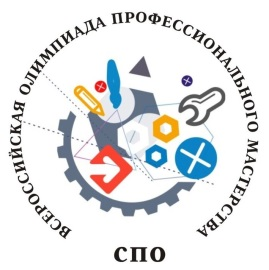 ВСЕРОССИЙСКАЯ ОЛИМПИАДА ПРОФЕССИОНАЛЬНОГО МАСТЕРСТВА
СПО